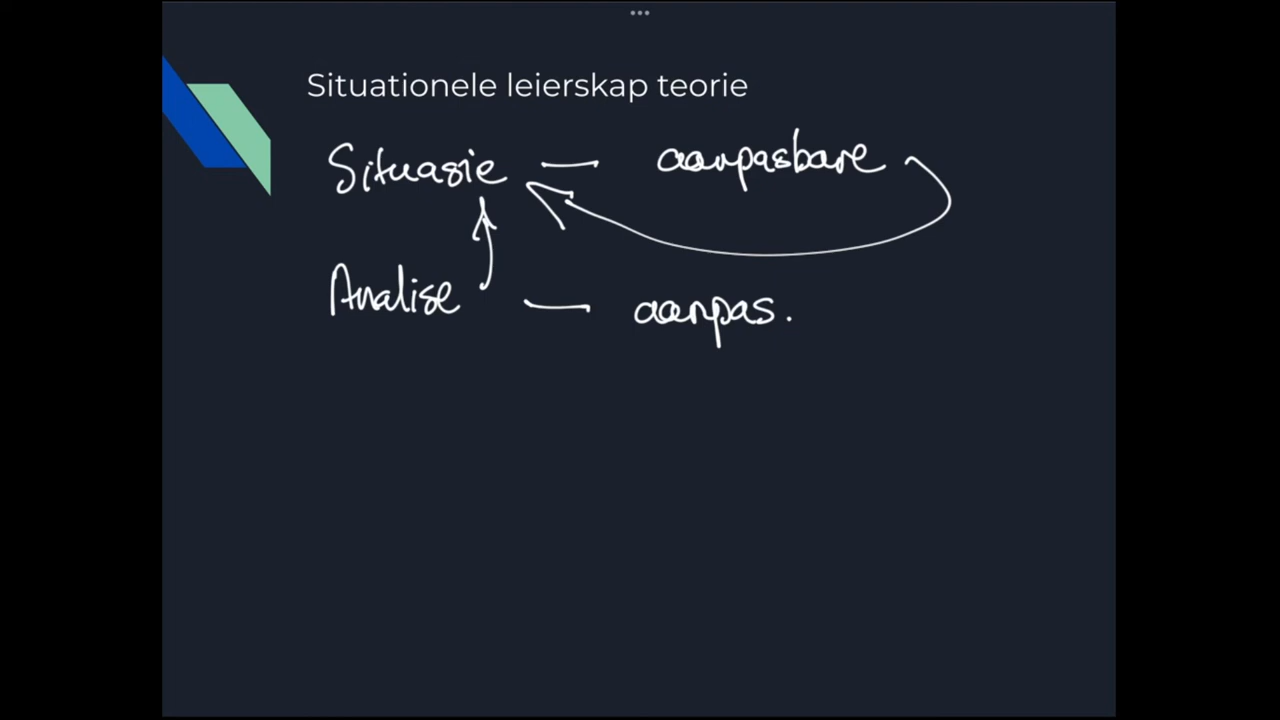 Situationele leierskap teorie
Situasie — aanpasbare
Analise — aanpas.